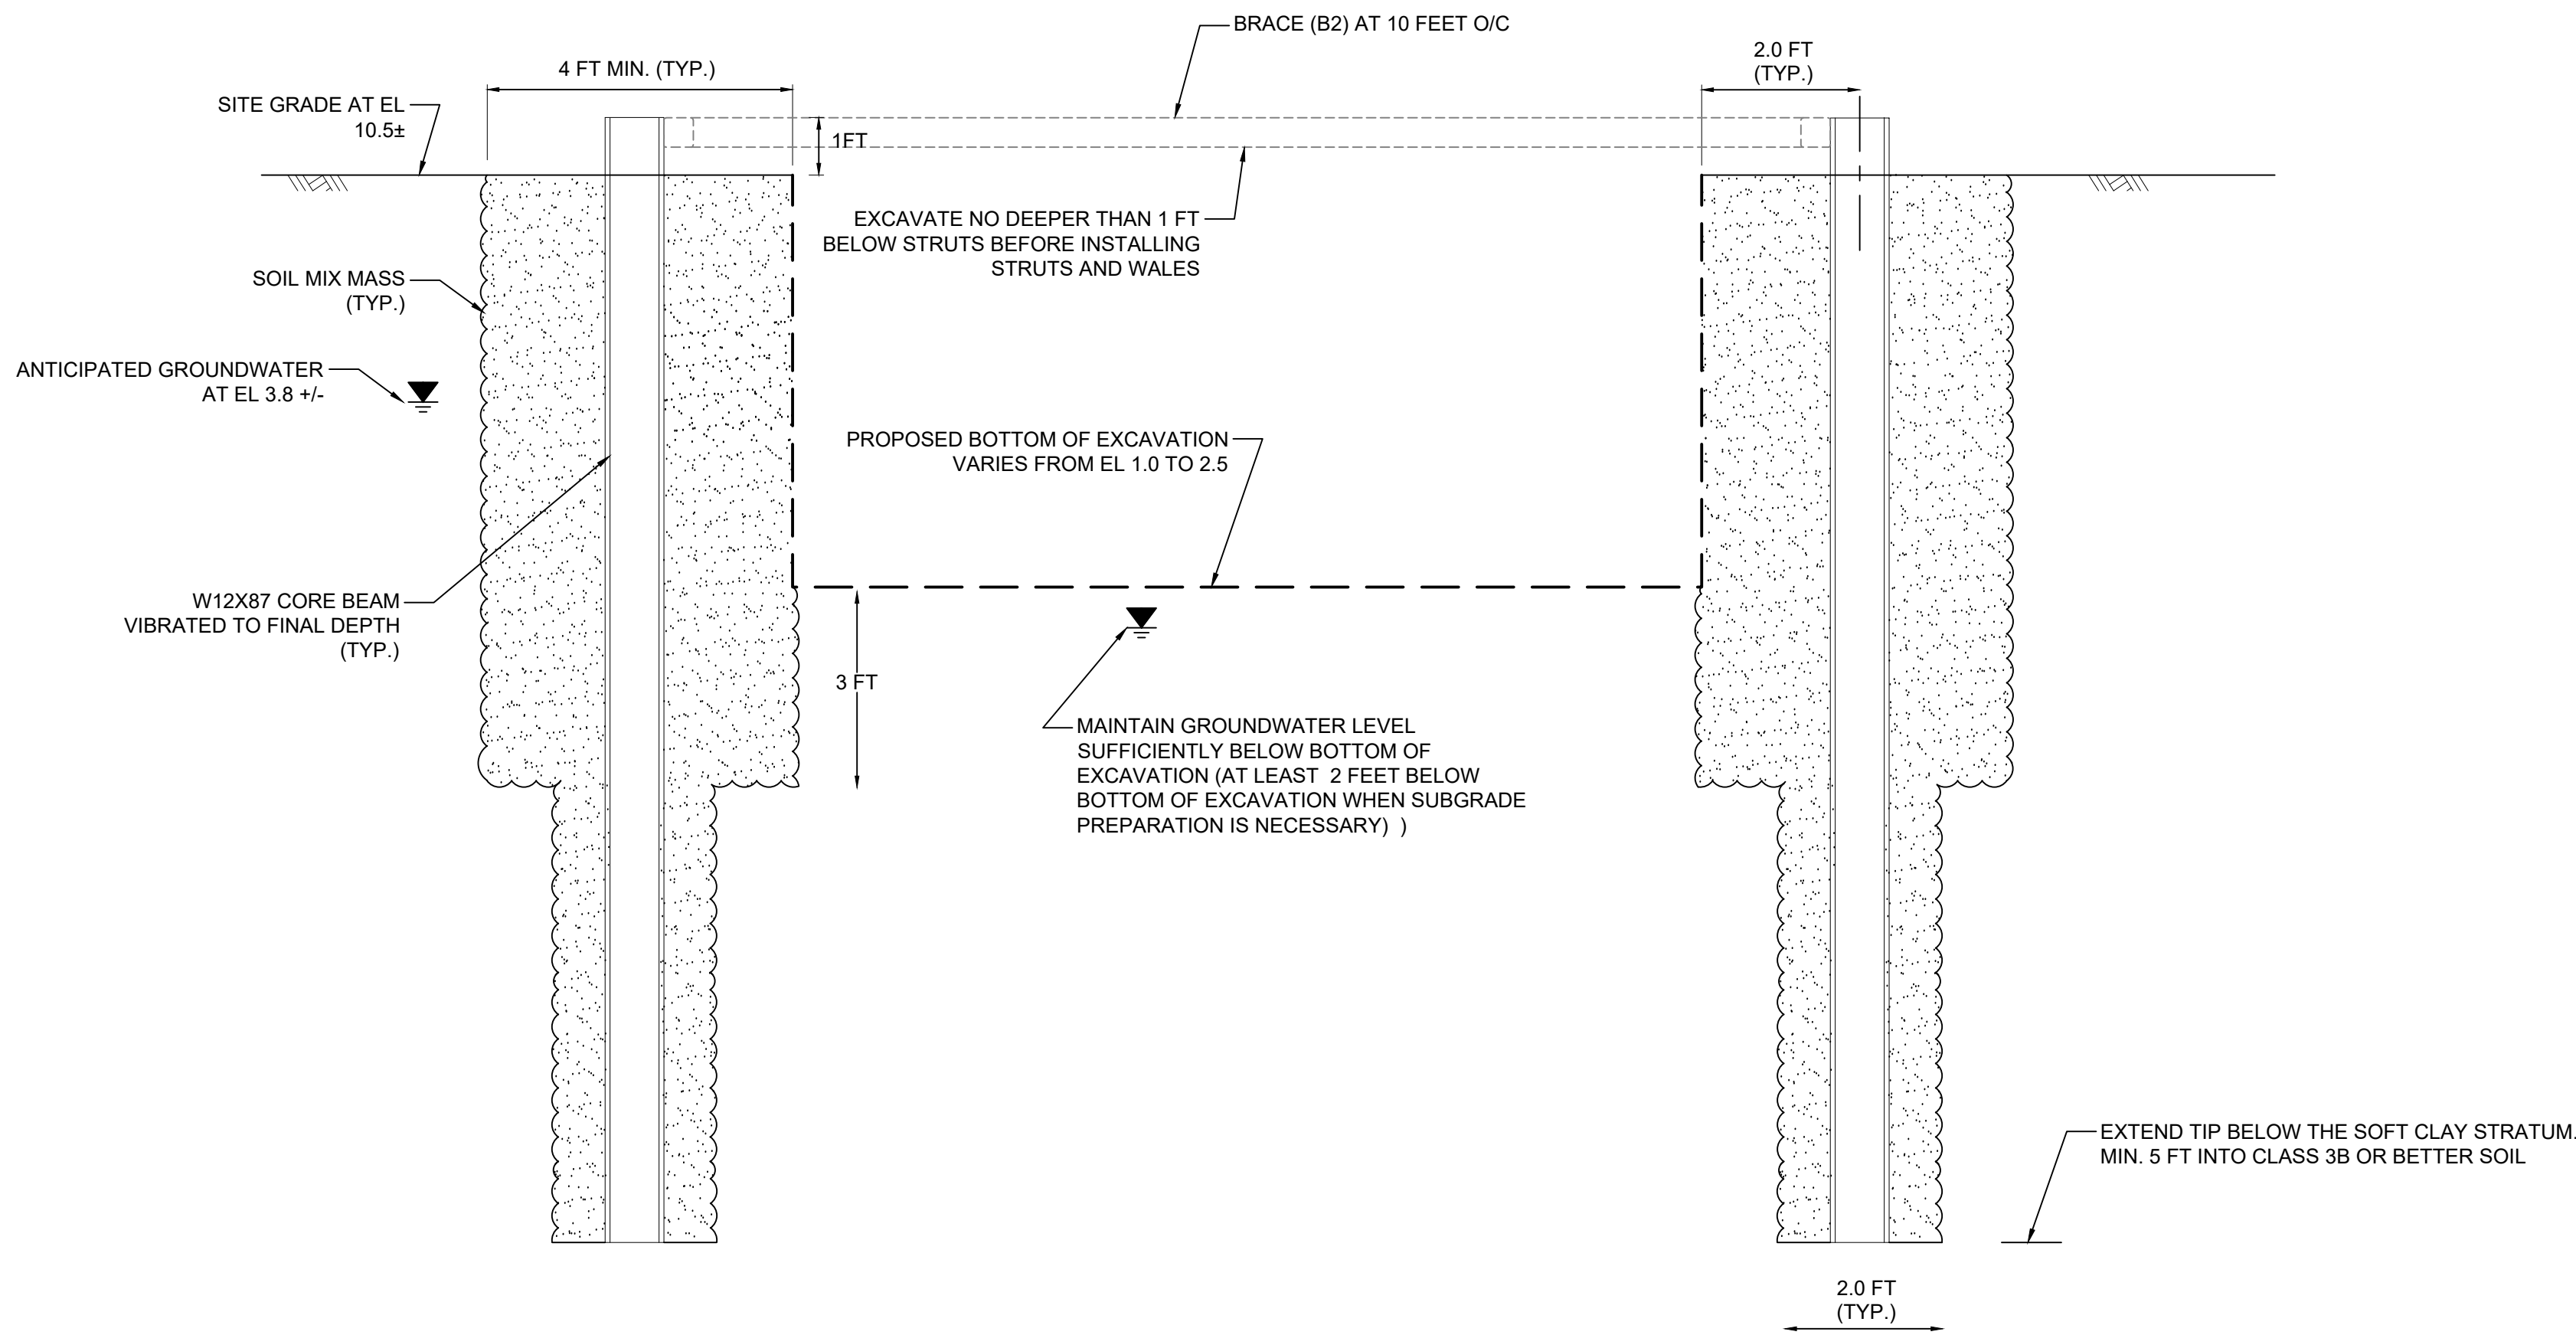 BRACE (B2) AT 10 FEET O/C
4 FT MIN. (TYP.)
2.0 FT
(TYP.)
SITE GRADE AT EL
10.5±
1FT
EXCAVATE NO DEEPER THAN 1 FT
BELOW STRUTS BEFORE INSTALLING
STRUTS AND WALES
SOIL MIX MASS
(TYP.)
ANTICIPATED GROUNDWATER
AT EL 3.8 +/-
PROPOSED BOTTOM OF EXCAVATION
VARIES FROM EL 1.0 TO 2.5
W12X87 CORE BEAM
VIBRATED TO FINAL DEPTH
(TYP.)
3 FT
MAINTAIN GROUNDWATER LEVEL
SUFFICIENTLY BELOW BOTTOM OF
EXCAVATION (AT LEAST  2 FEET BELOW
BOTTOM OF EXCAVATION WHEN SUBGRADE
PREPARATION IS NECESSARY)  )
EXTEND TIP BELOW THE SOFT CLAY STRATUM.
MIN. 5 FT INTO CLASS 3B OR BETTER SOIL
2.0 FT
(TYP.)